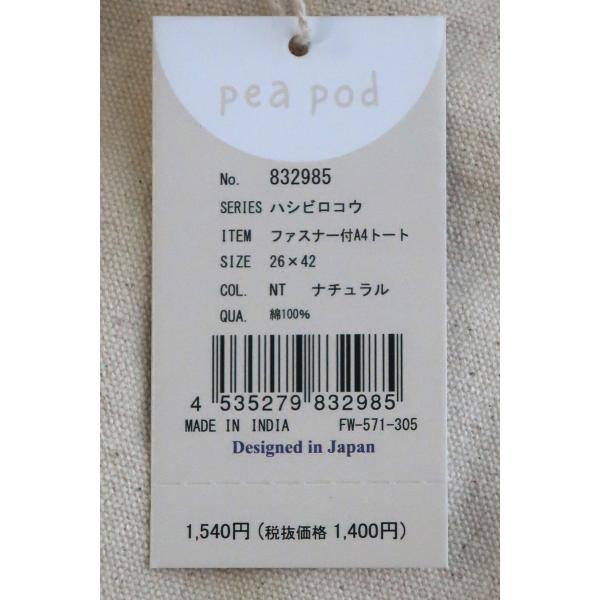 pea pod
No. 832985
SERIES ハシビロコウ
ITEM ファスナー付A4トート
SIZE 26×42
COL. NT ナチュラル
QUA. 綿100%
4 535279 832985
MADE IN INDIA FW-571-305
Designed in Japan
1,540円(税抜価格 1,400円)